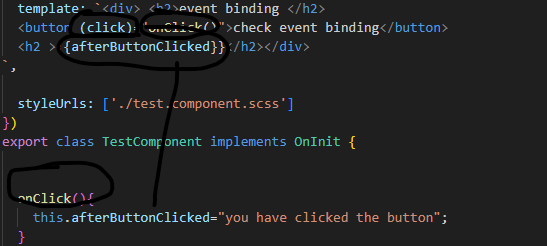 template: `<div> <h2>event binding </h2>
<button (click)="onClick()">check event binding</button>
<h2 > {afterButtonClicked}}</h2></div>
`,
styleUrls: ['./test.component.scss']
})
export class TestComponent implements OnInit {
onClick(){
this.afterButtonClicked="you have clicked the button";
}